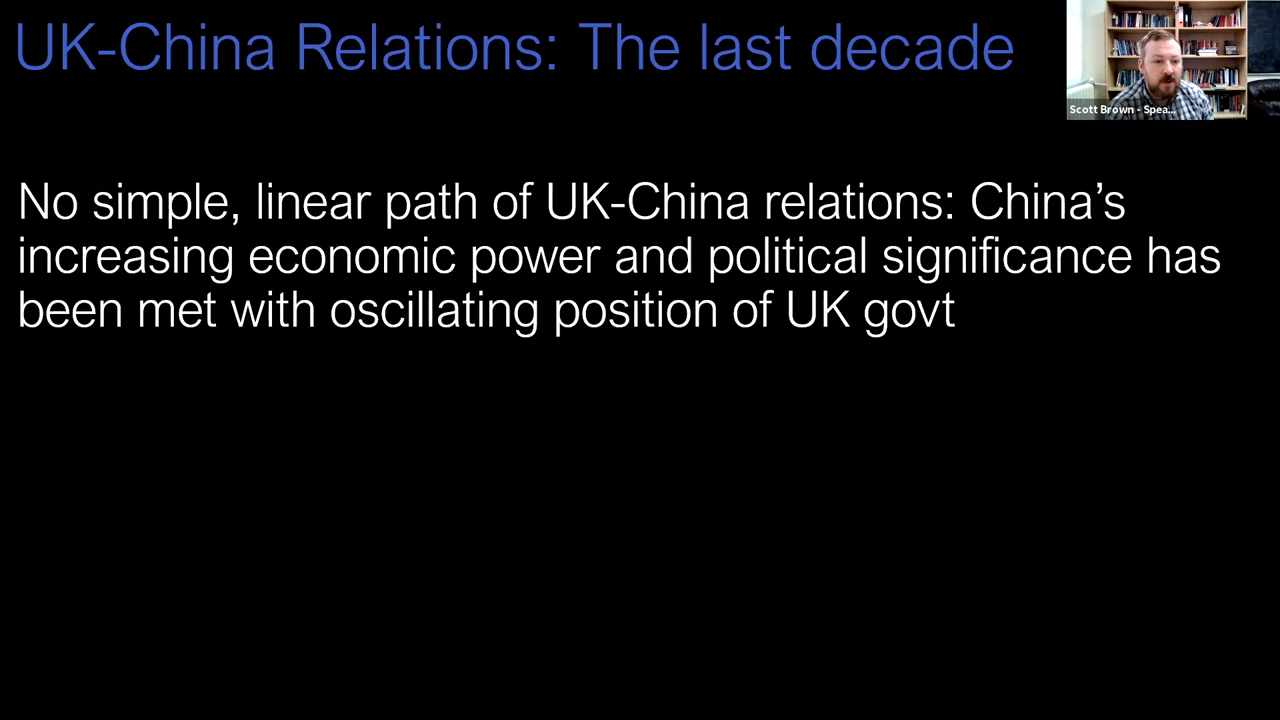 UK-China Relations: The last decade
Scott Brown - Spea...
No simple, linear path of UK-China relations: China’s
increasing economic power and political significance has
been met with oscillating position of UK govt